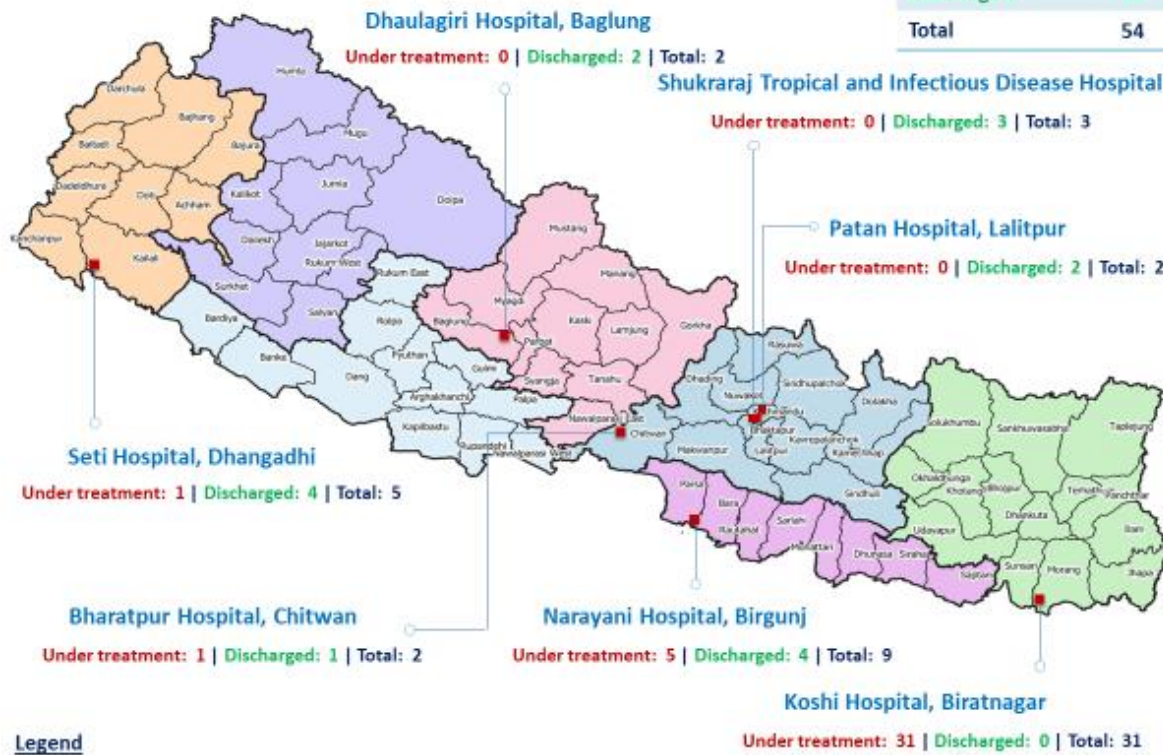 Total 54
Dhaulagiri Hospital, Baglung
Under treatment: 0 | Discharged: 2 | Total: 2
Shukraraj Tropical and Infectious Disease Hospital
Under treatment: 0 | Discharged: 3 | Total: 3
Patan Hospital, Lalitpur
Under treatment: 0 | Discharged: 2 | Total: 2
Humla
Darchula
Bajhang
Mugu
Baitadi
Bajura
Jumla
Kalikot
Dolpa
Dadeldhura
Doti
Achham
Mustang
Kanchanpur
Kailali
Jajarkot
Rukum West
Manang
Rukum East
Surkhet
Myagdi
Salyan
Kaski
Bardiya
Rolpa
Baglung
Lamjung
Gorkha
Parbat
Rasuwa
Banke
Pyuthan
Dang
Gulmi
Syangja
Tanahu
Dhading
Nuwakot
Sindhupalchok
Arghakhanchi
Palpa
Dolakha
Kapilbastu
Chitwan
Bhaktapur
Makwanpur
Lalitpur
Kavrepalanchok
Solukhumbu
Sankhuwasabha
Taplejung
Nawalparasi West
Sindhuli
Okhaldhunga
Khotang
Bhojpur
Panchthar
Dhankuta
Udayapur
Parsa
Bara
Rautahat
Sarlahi
Dhanusa
Siraha
Saptari
Sunsari
Morang
Jhapa
Seti Hospital, Dhangadhi
Under treatment: 1 | Discharged: 4 | Total: 5
Bharatpur Hospital, Chitwan
Under treatment: 1 | Discharged: 1 | Total: 2
Narayani Hospital, Birgunj
Under treatment: 5 | Discharged: 4 | Total: 9
Koshi Hospital, Biratnagar
Under treatment: 31 | Discharged: 0 | Total: 31
Legend